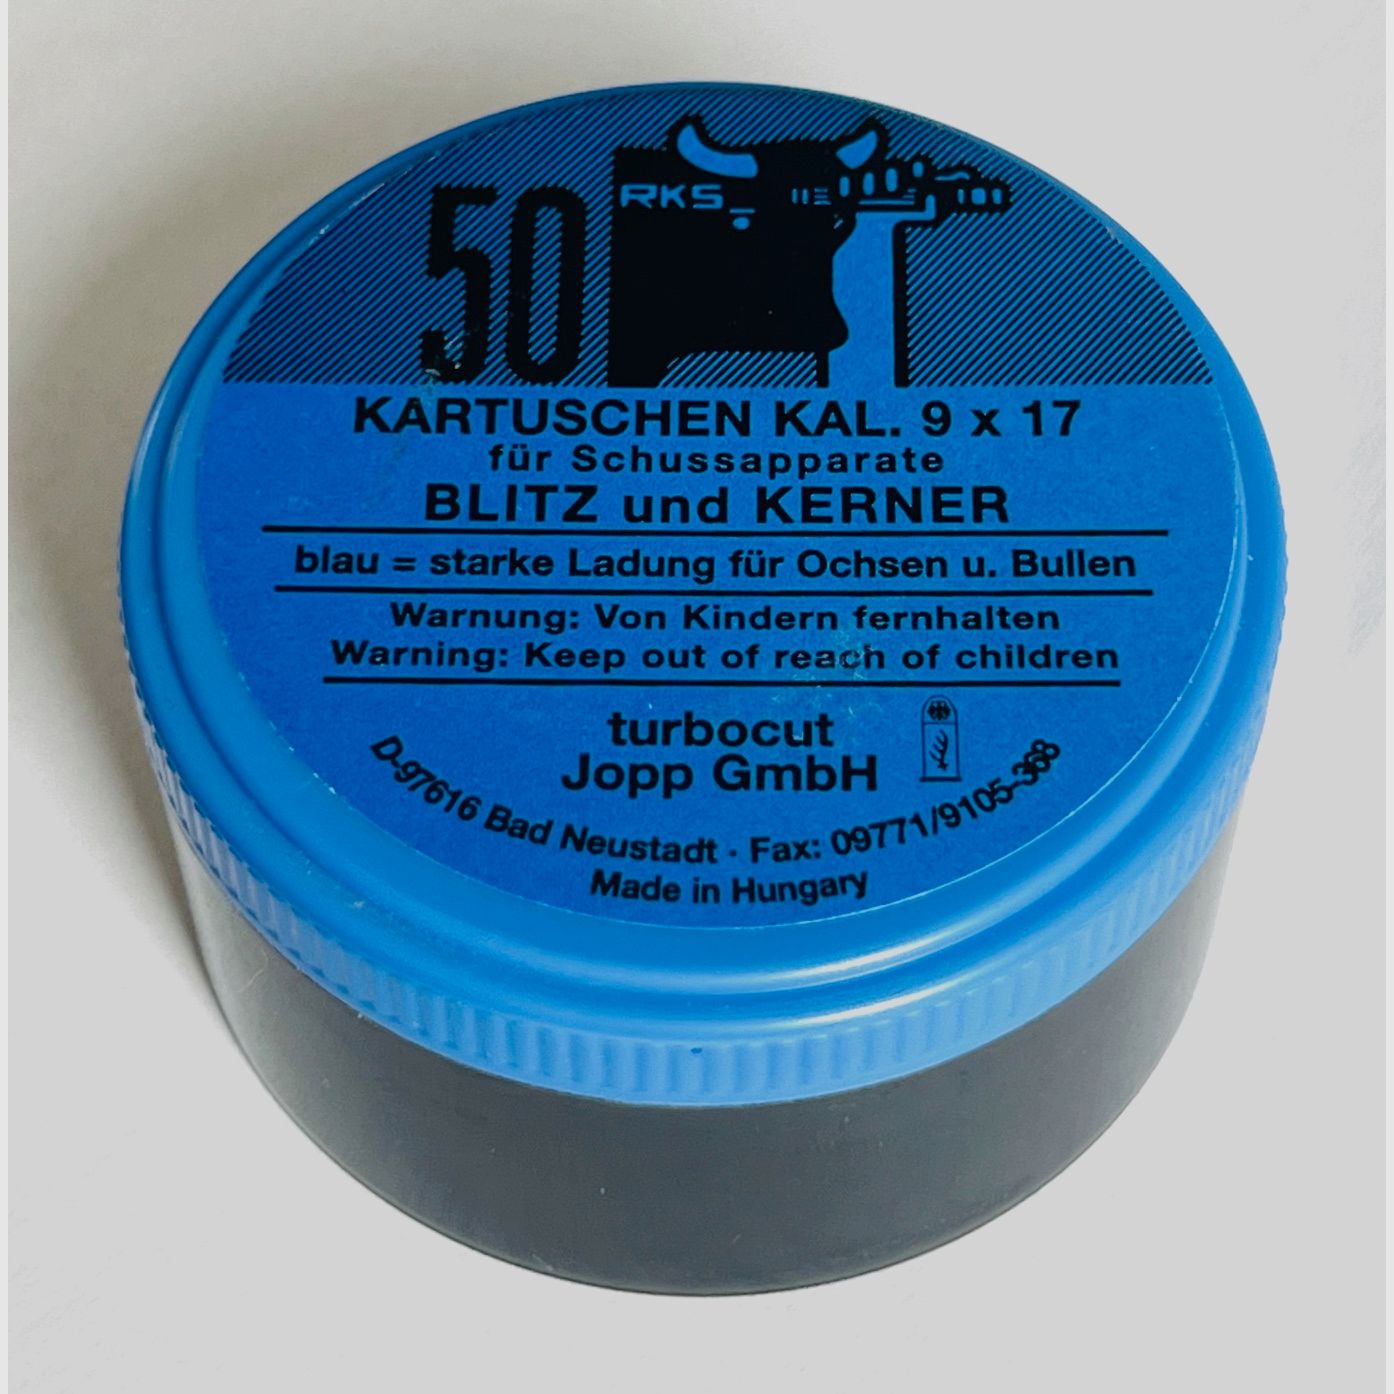 50
RKS
KARTUSCHEN KAL. 9 x 17
für Schussapparate
BLITZ und KERNER
blau = starke Ladung für Ochsen u. Bullen
Warnung: Von Kindern fernhalten
Warning: Keep out of reach of children
turbocut
Jopp GmbH
D-97616 Bad Neustadt · Fax: 09771/9105-368
Made in Hungary